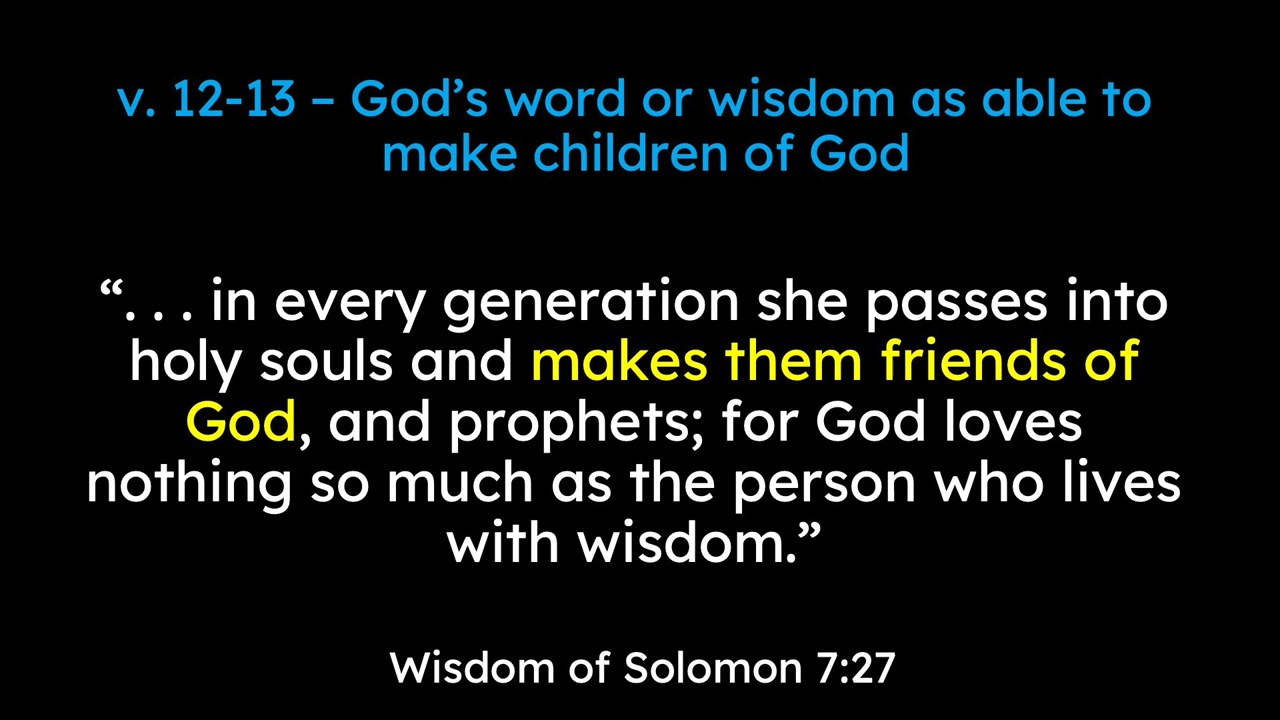 v. 12-13 – God’s word or wisdom as able to
make children of God
“. . . in every generation she passes into
holy souls and makes them friends of
God, and prophets; for God loves
nothing so much as the person who lives
with wisdom.”
Wisdom of Solomon 7:27